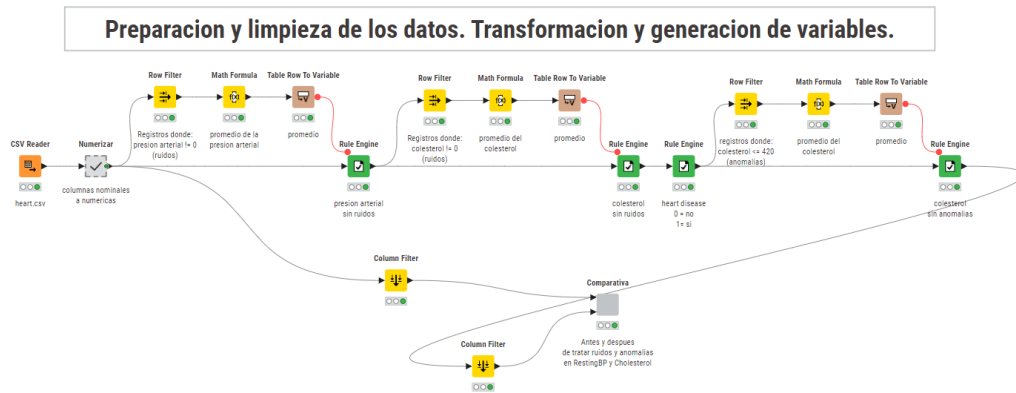 Preparacion y limpieza de los datos. Transformacion y generacion de variables.
Row Filter
Math Formula
Table Row To Variable
Registros donde:
presion arterial != 0
(ruidos)
promedio de la
presion arterial
promedio
Row Filter
Math Formula
Table Row To Variable
Registros donde:
colesterol != 0
(ruidos)
promedio del
colesterol
promedio
Row Filter
Math Formula
Table Row To Variable
registros donde:
colesterol <= 420
(anomalias)
promedio del
colesterol
promedio
CSV Reader
heart.csv
Numerizar
columnas nominales
a numericas
Rule Engine
presion arterial
sin ruidos
Rule Engine
colesterol
sin ruidos
Rule Engine
heart disease
0 = no
1= si
Rule Engine
colesterol
sin anomalias
Column Filter
Comparativa
Antes y despues
de tratar ruidos y anomalias
en RestingBP y Cholesterol
Column Filter